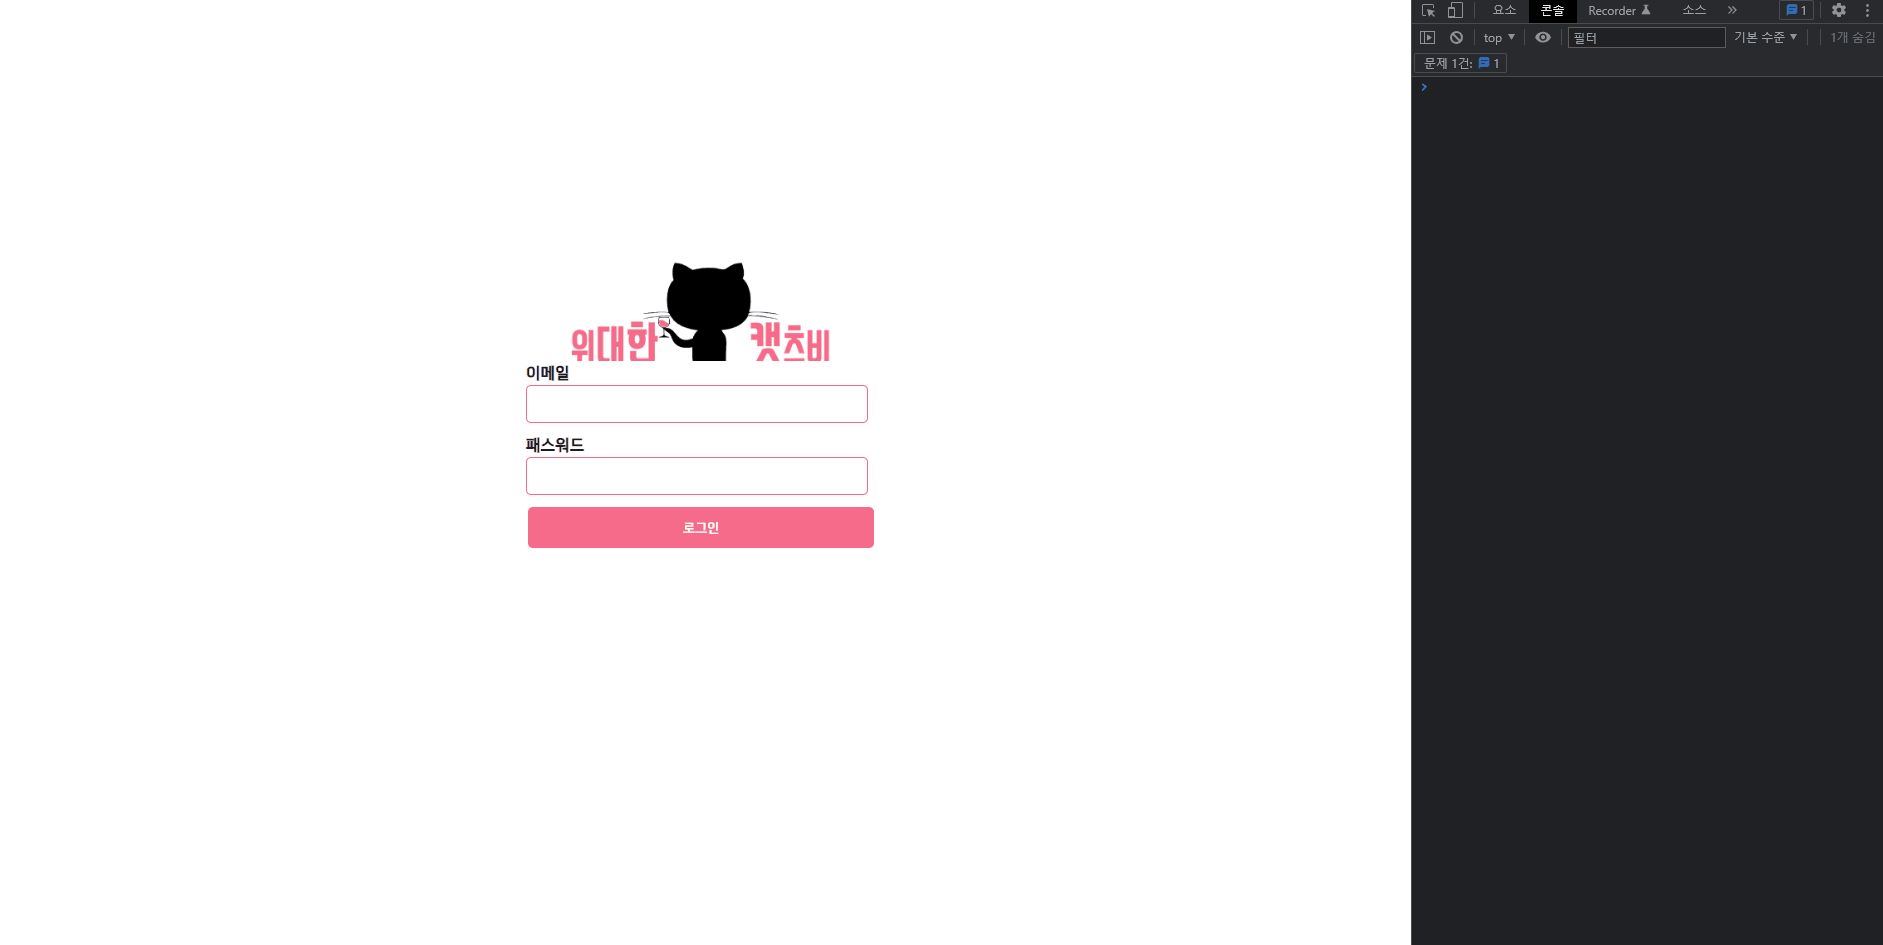 위대한 캣츠비
이메일
패스워드
로그인
요소 콘솔 Recorder 소스 » 1
top 필터 기본 수준 1개 숨김
문제 1건: 1